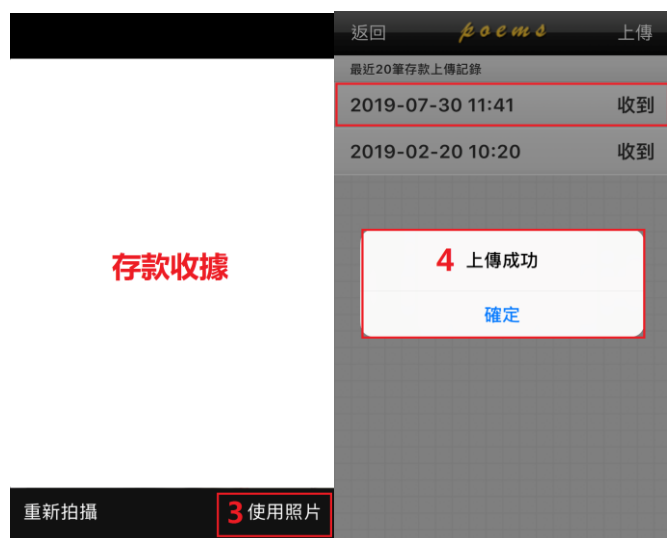 存款收據
重新拍攝
3 使用照片
返回 poems 上傳
最近20筆存款上傳記錄
2019-07-30 11:41 收到
2019-02-20 10:20 收到
4 上傳成功
確定